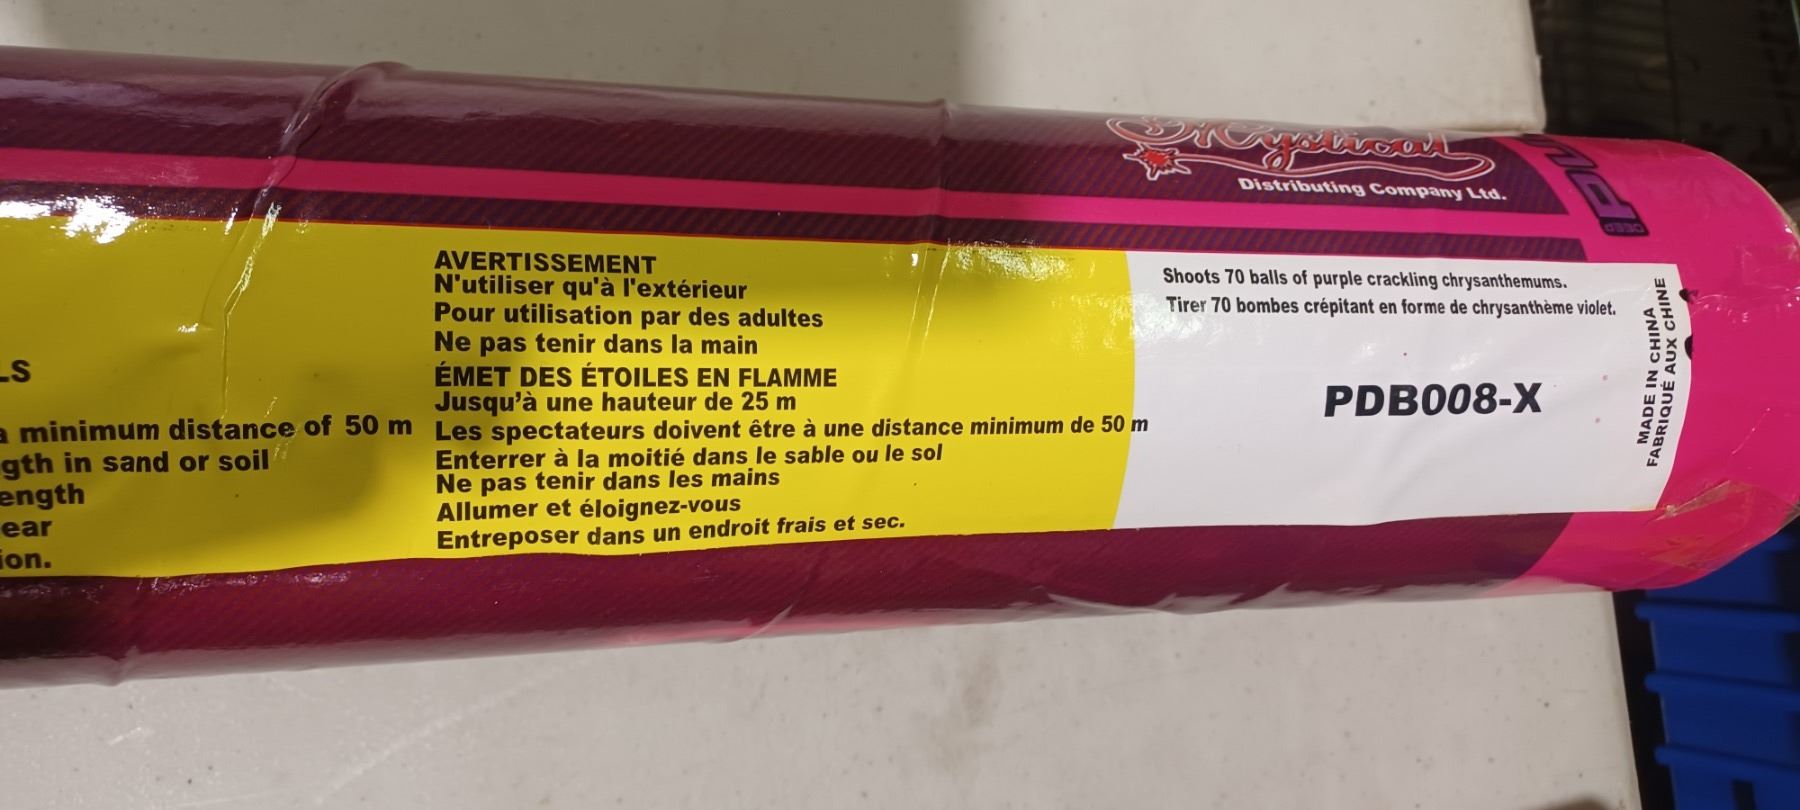 Mystical
Distributing Company Ltd.
DEEP
LS
minimum distance of 50 m
gth in sand or soil
ength
ear
ion.
AVERTISSEMENT
N'utiliser qu'à l'extérieur
Pour utilisation par des adultes
Ne pas tenir dans la main
ÉMET DES ÉTOILES EN FLAMME
Jusqu'à une hauteur de 25 m
Les spectateurs doivent être à une distance minimum de 50 m
Enterrer à la moitié dans le sable ou le sol
Ne pas tenir dans les mains
Allumer et éloignez-vous
Entreposer dans un endroit frais et sec.
Shoots 70 balls of purple crackling chrysanthemums.
Tirer 70 bombes crépitant en forme de chrysanthème violet.
PDB008-X
MADE IN CHINA
FABRIQUÉ AUX CHINE